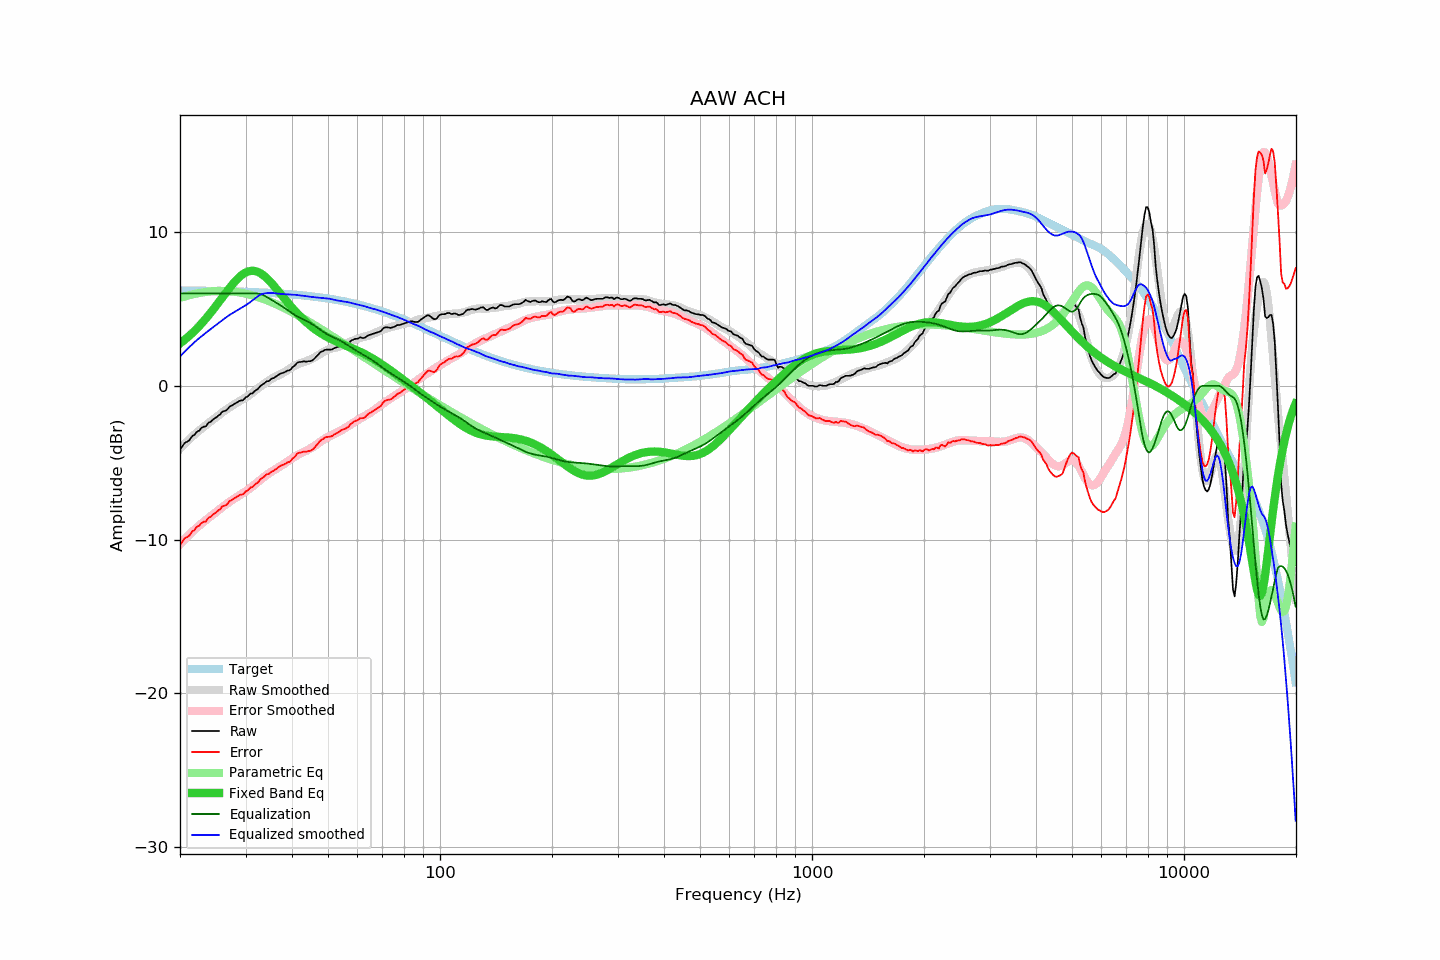 AAW ACH
10
0
−10
−20
−30
Amplitude (dBr)
Target
Raw Smoothed
Error Smoothed
Raw
Error
Parametric Eq
Fixed Band Eq
Equalization
Equalized smoothed
100
1000
10000
Frequency (Hz)